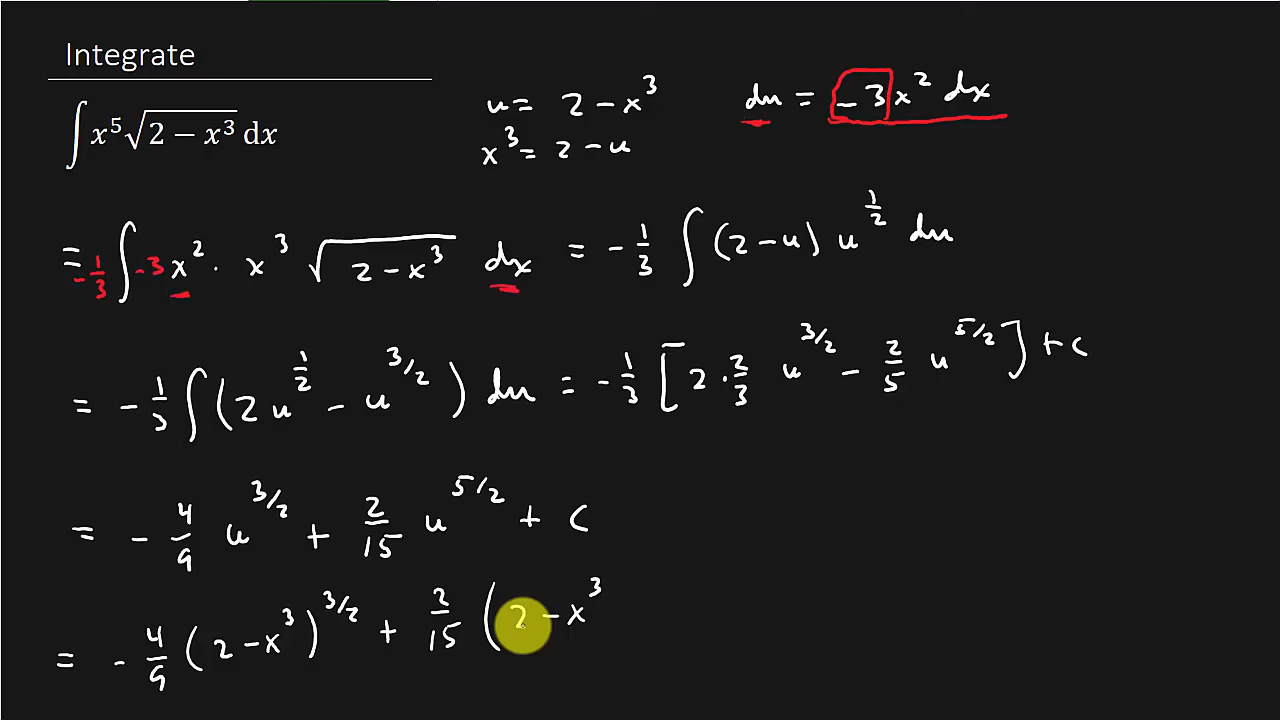 Integrate
∫ x⁵√(2 − x³) dx
u = 2 − x³   du = −3x² dx
x³ = 2 − u
= −1/3 ∫ −3x² · x³ √(2 − x³) dx = −1/3 ∫ (2 − u) u^(1/2) du
= −1/3 ∫ (2u^(1/2) − u^(3/2)) du = −1/3 [2 · 2/3 u^(3/2) − 2/5 u^(5/2)] + C
= − 4/9 u^(3/2) + 2/15 u^(5/2) + C
= − 4/9 (2 − x³)^(3/2) + 2/15 (2 − x³